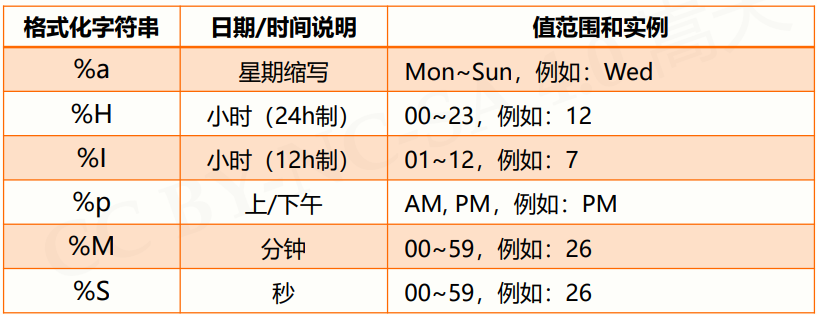 格式化字符串 日期/时间说明 值范围和实例
%a 星期缩写 Mon~Sun，例如：Wed
%H 小时（24h制） 00~23，例如：12
%I 小时（12h制） 01~12，例如：7
%p 上/下午 AM, PM，例如：PM
%M 分钟 00~59，例如：26
%S 秒 00~59，例如：26